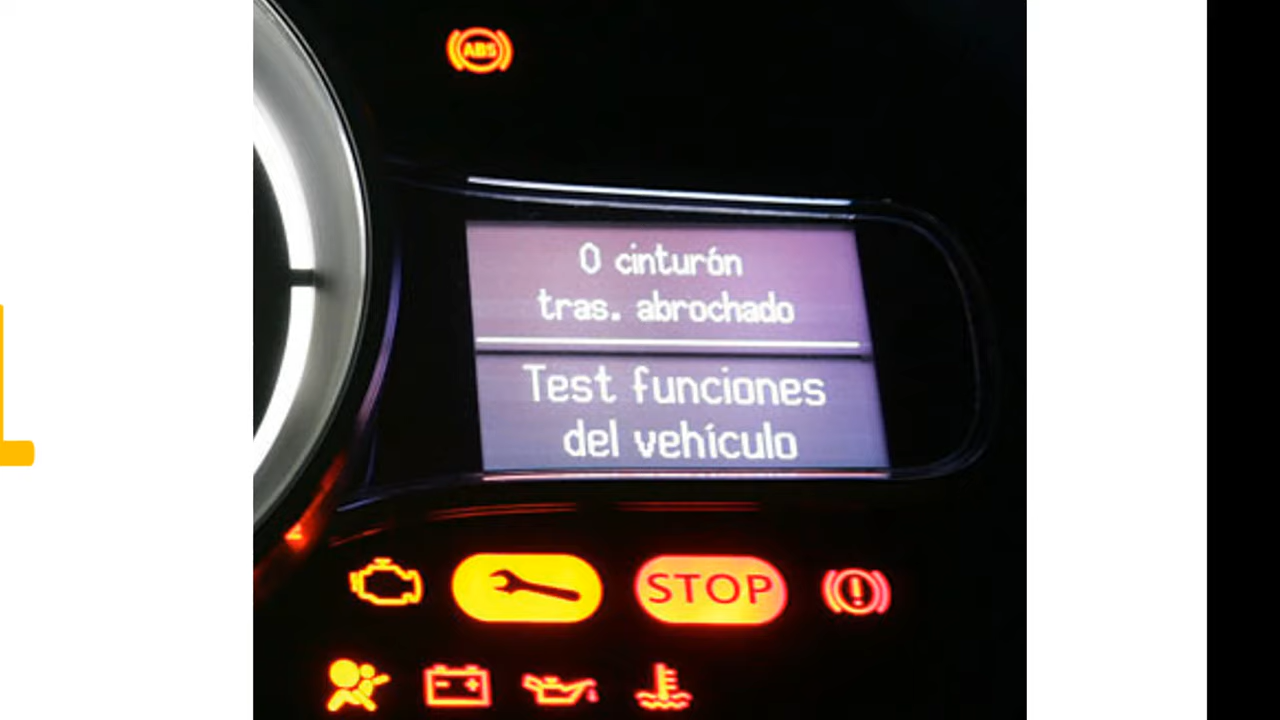 ABS
0 cinturón
tras. abrochado
Test funciones
del vehículo
STOP